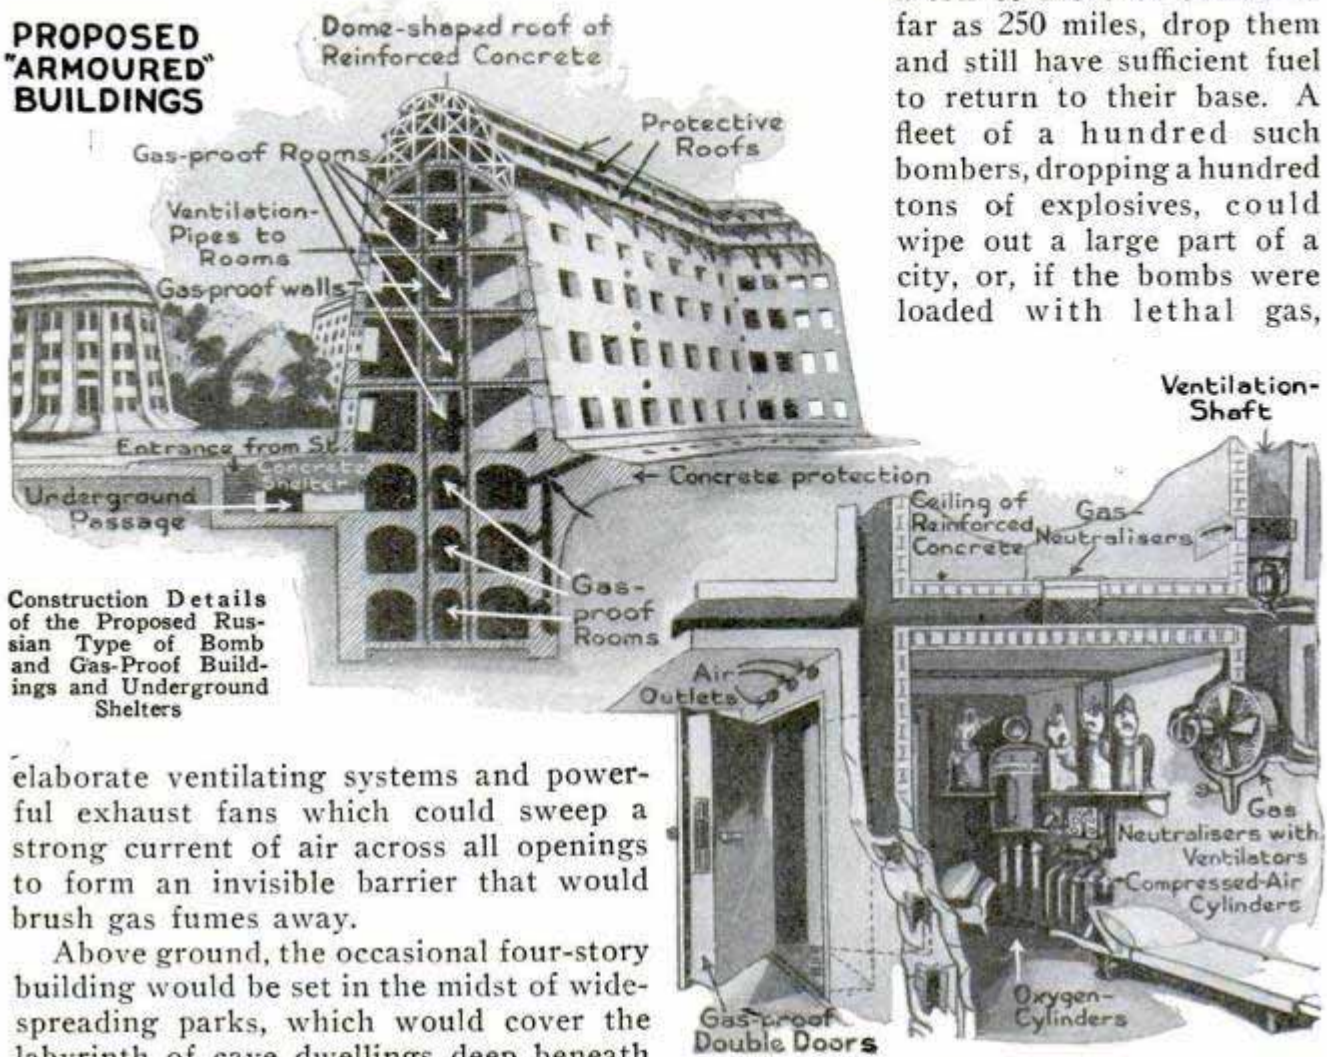 PROPOSED
"ARMOURED"
BUILDINGS
Dome-shaped roof of
Reinforced Concrete
Gas-proof Rooms
Protective
Roofs
Ventilation-
Pipes to
Rooms
Gas-proof walls
Entrance from St.
Concrete
Shelter
Underground
Passage
Concrete protection
Gas-
proof
Rooms
Construction Details
of the Proposed Rus-
sian Type of Bomb
and Gas-Proof Build-
ings and Underground
Shelters
elaborate ventilating systems and power-
ful exhaust fans which could sweep a
strong current of air across all openings
to form an invisible barrier that would
brush gas fumes away.
Above ground, the occasional four-story
building would be set in the midst of wide-
spreading parks, which would cover the
labyrinth of cave dwellings deep beneath
far as 250 miles, drop them
and still have sufficient fuel
to return to their base. A
fleet of a hundred such
bombers, dropping a hundred
tons of explosives, could
wipe out a large part of a
city, or, if the bombs were
loaded with lethal gas,
Ventilation-
Shaft
Ceiling of
Reinforced
Concrete
Gas-
Neutralisers
Air
Outlets
Gas
Neutralisers with
Ventilators
Compressed-Air
Cylinders
Oxygen-
Cylinders
Gas-proof
Double Doors